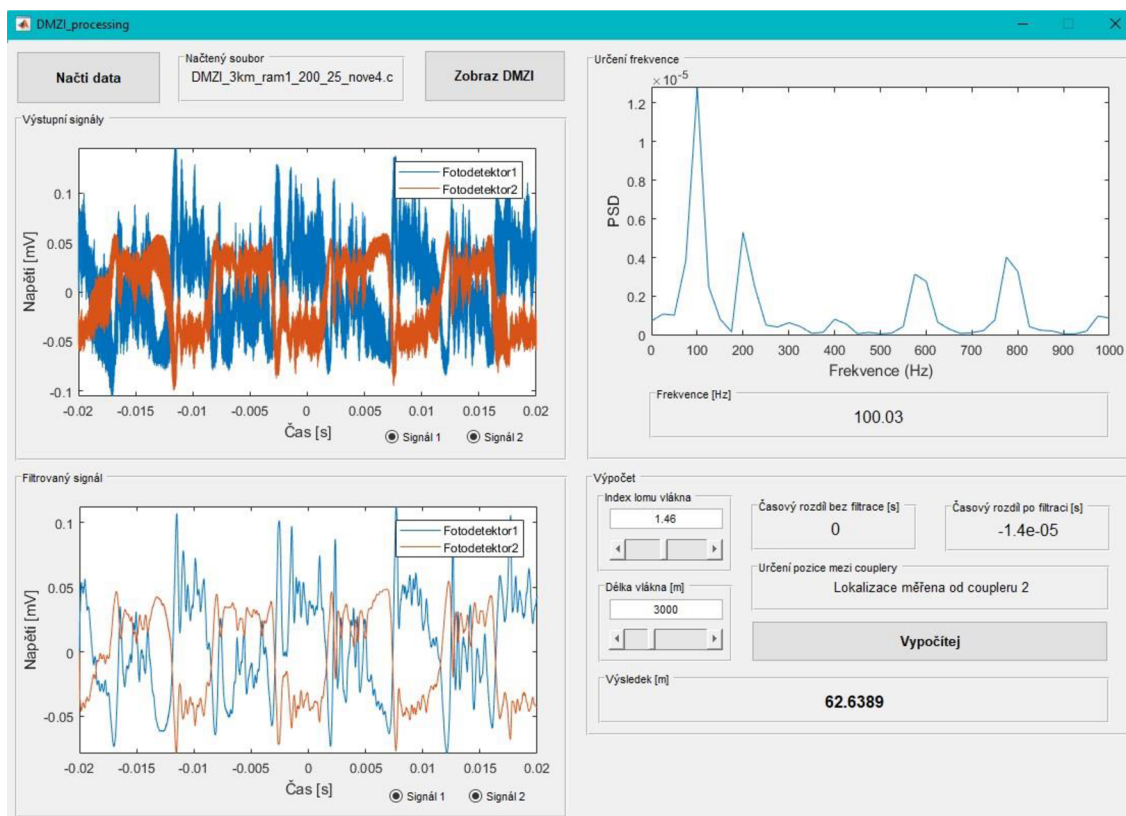 DMZI_processing
Načti data
Načtený soubor
DMZI_3km_ram1_200_25_nove4.c
Zobraz DMZI
Výstupní signály
Fotodetektor1
Fotodetektor2
0.1
0.05
0
-0.05
-0.1
Napětí [mV]
-0.02 -0.015 -0.01 -0.005 0 0.005 0.01 0.015 0.02
Čas [s]
Signál 1 Signál 2
Filtrovaný signál
Fotodetektor1
Fotodetektor2
0.1
0.05
0
-0.05
Napětí [mV]
-0.02 -0.015 -0.01 -0.005 0 0.005 0.01 0.015 0.02
Čas [s]
Signál 1 Signál 2
Určení frekvence
×10-5
1.2
1
0.8
0.6
0.4
0.2
0
PSD
0 100 200 300 400 500 600 700 800 900 1000
Frekvence (Hz)
Frekvence [Hz]
100.03
Výpočet
Index lomu vlákna
1.46
Časový rozdíl bez filtrace [s]
0
Časový rozdíl po filtraci [s]
-1.4e-05
Určení pozice mezi couplery
Lokalizace měřena od coupleru 2
Délka vlákna [m]
3000
Vypočítej
Výsledek [m]
62.6389